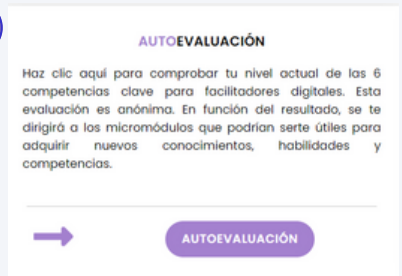 AUTOEVALUACIÓN
Haz clic aquí para comprobar tu nivel actual de las 6
competencias clave para facilitadores digitales. Esta
evaluación es anónima. En función del resultado, se te
dirigirá a los micromódulos que podrían serte útiles para
adquirir nuevos conocimientos, habilidades y
competencias.
AUTOEVALUACIÓN